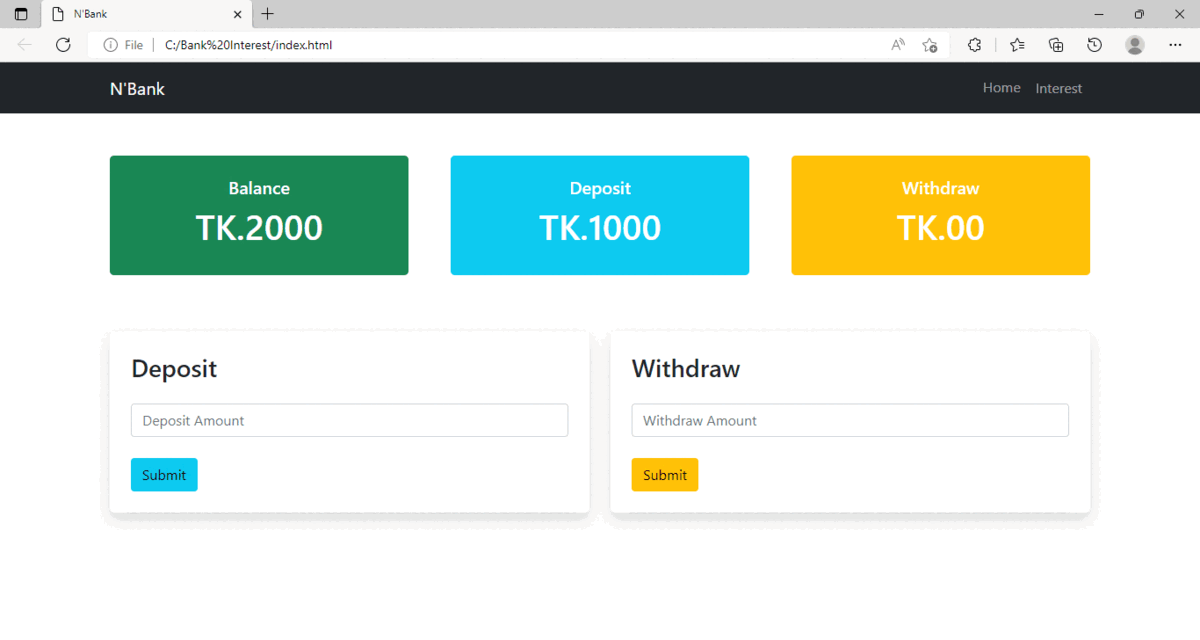 N'Bank
File C:/Bank%20Interest/index.html
N'Bank Home Interest
Balance Deposit Withdraw
TK.2000 TK.1000 TK.00
Deposit Withdraw
Deposit Amount Withdraw Amount
Submit Submit